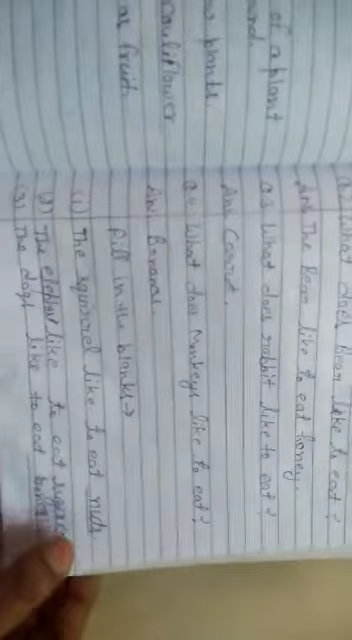 of a plant
plants.
cauliflower
as fruit.
Q.2 What does Bear like to eat?
Ans The Bear like to eat honey.
Q.3 What does rabbit like to eat?
Ans Carrot.
Q.4 What does monkeys like to eat?
Ans Banana.
fill in the blanks→
(1) The squirrel like to eat nuts
(2) The elephant like to eat
(3) The dogs like to eat